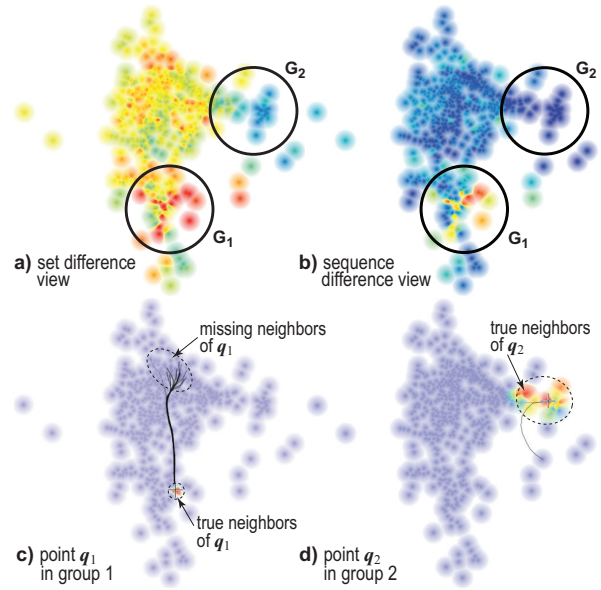 G2
G2
G1
G1
a) set difference
view
b) sequence
difference view
missing neighbors
of q1
true neighbors
of q2
true neighbors
of q1
c) point q1
in group 1
d) point q2
in group 2